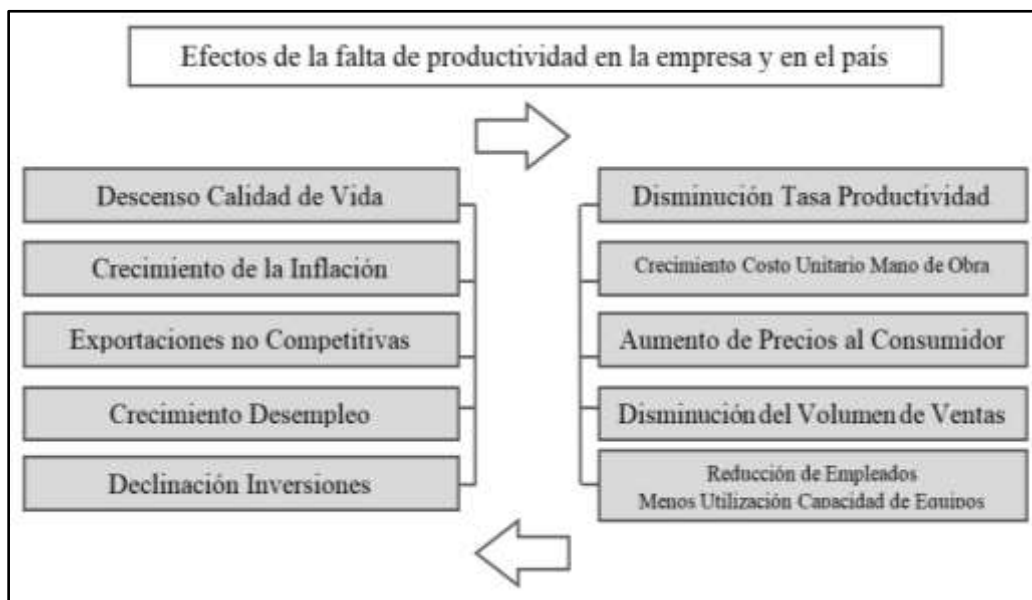 Efectos de la falta de productividad en la empresa y en el país
Descenso Calidad de Vida
Crecimiento de la Inflación
Exportaciones no Competitivas
Crecimiento Desempleo
Declinación Inversiones
Disminución Tasa Productividad
Crecimiento Costo Unitario Mano de Obra
Aumento de Precios al Consumidor
Disminución del Volumen de Ventas
Reducción de Empleados
Menos Utilización Capacidad de Equipos